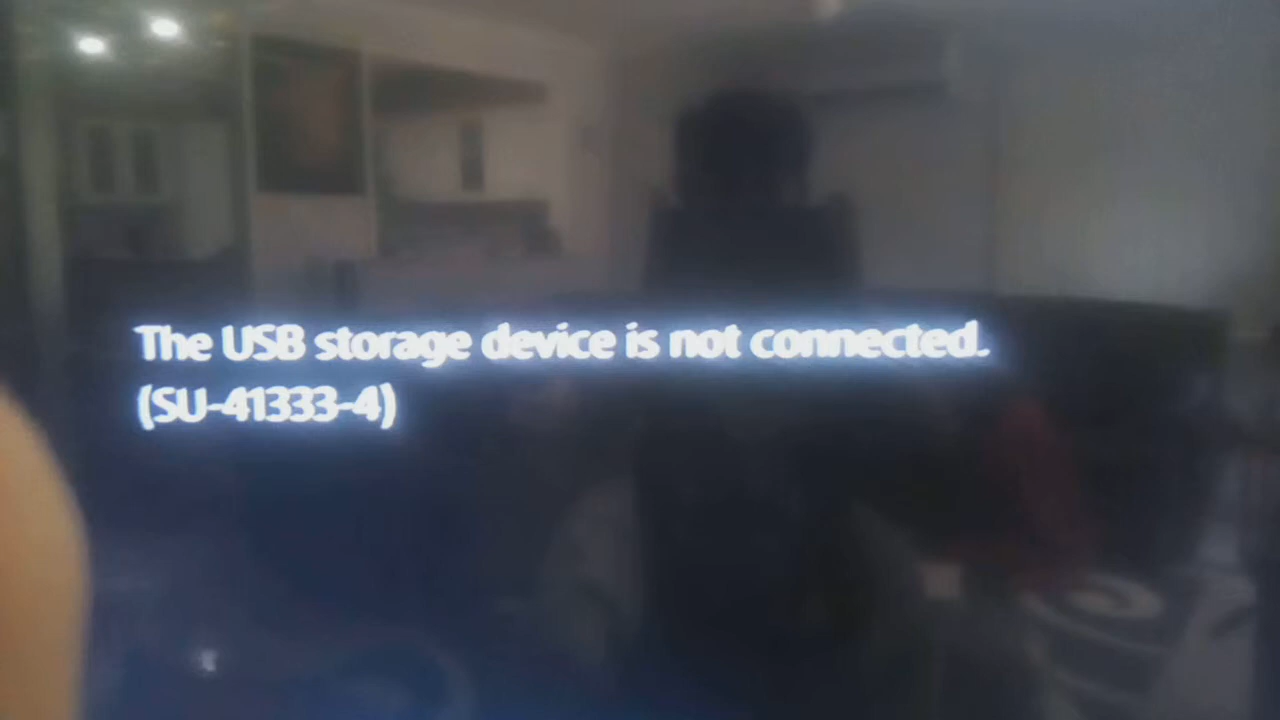 The USB storage device is not connected.
(SU-41333-4)